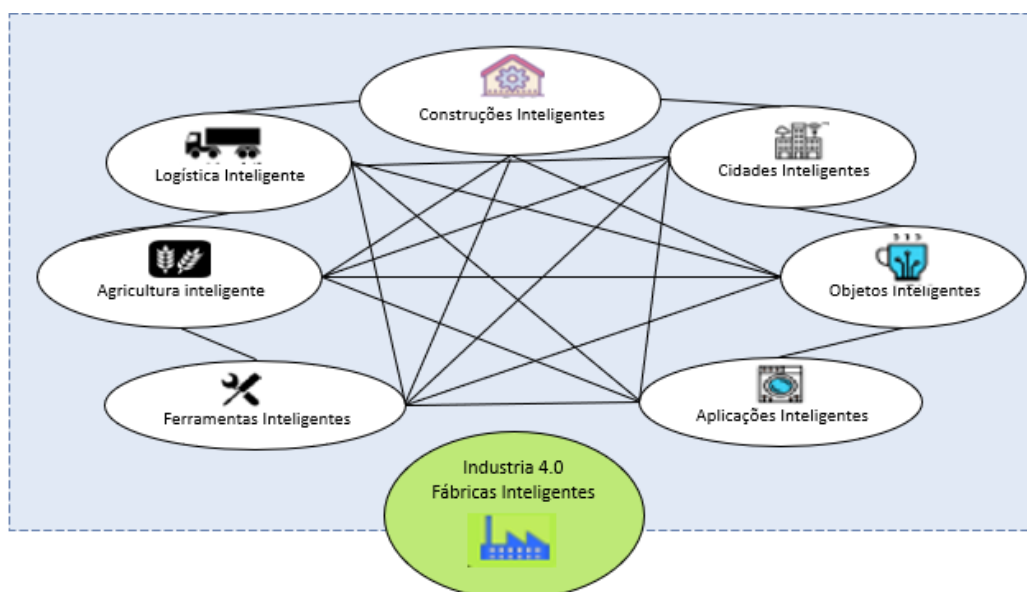 Construções Inteligentes
Logística Inteligente
Cidades Inteligentes
Agricultura inteligente
Objetos Inteligentes
Ferramentas Inteligentes
Aplicações Inteligentes
Industria 4.0
Fábricas Inteligentes